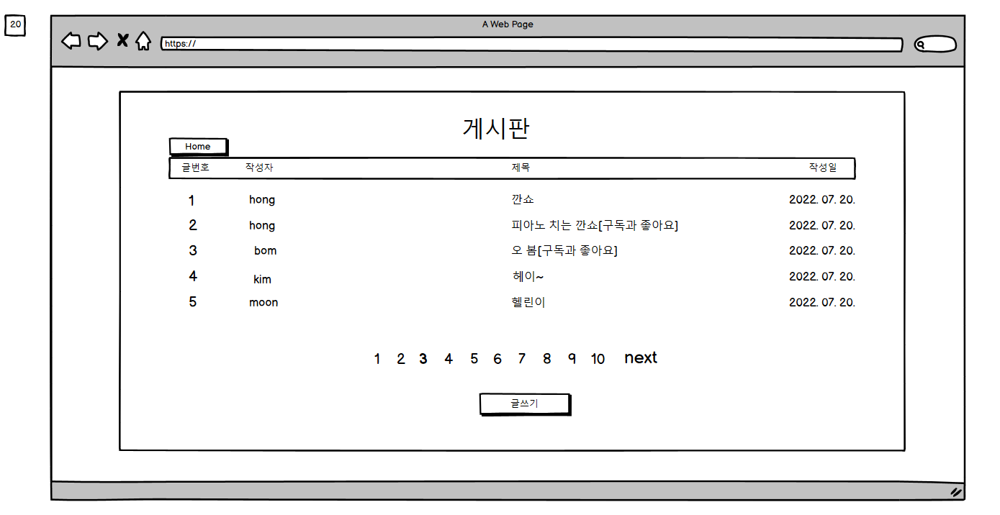 20
A Web Page
https://
게시판
Home
글번호 작성자 제목 작성일
1 hong 깐쇼 2022. 07. 20.
2 hong 피아노 치는 깐쇼[구독과 좋아요] 2022. 07. 20.
3 bom 오 봄[구독과 좋아요] 2022. 07. 20.
4 kim 헤이~ 2022. 07. 20.
5 moon 헬린이 2022. 07. 20.
1 2 3 4 5 6 7 8 9 10 next
글쓰기